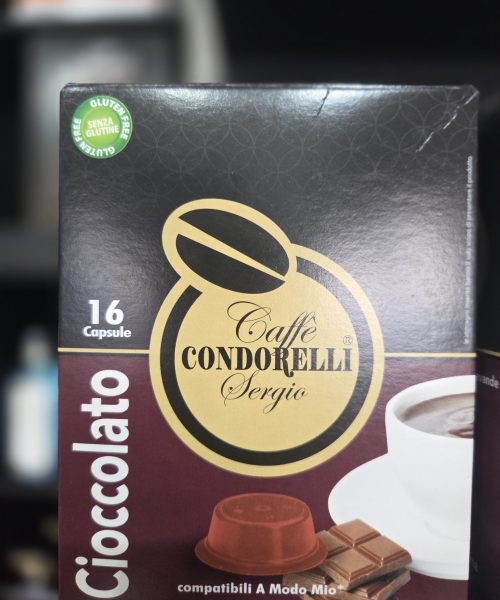 GLUTEN FREE
SENZA
GLUTINE
GLUTEN FREE
16
Capsule
Caffè
CONDORELLI®
Sergio
Cioccolato
compatibili A Modo Mio*